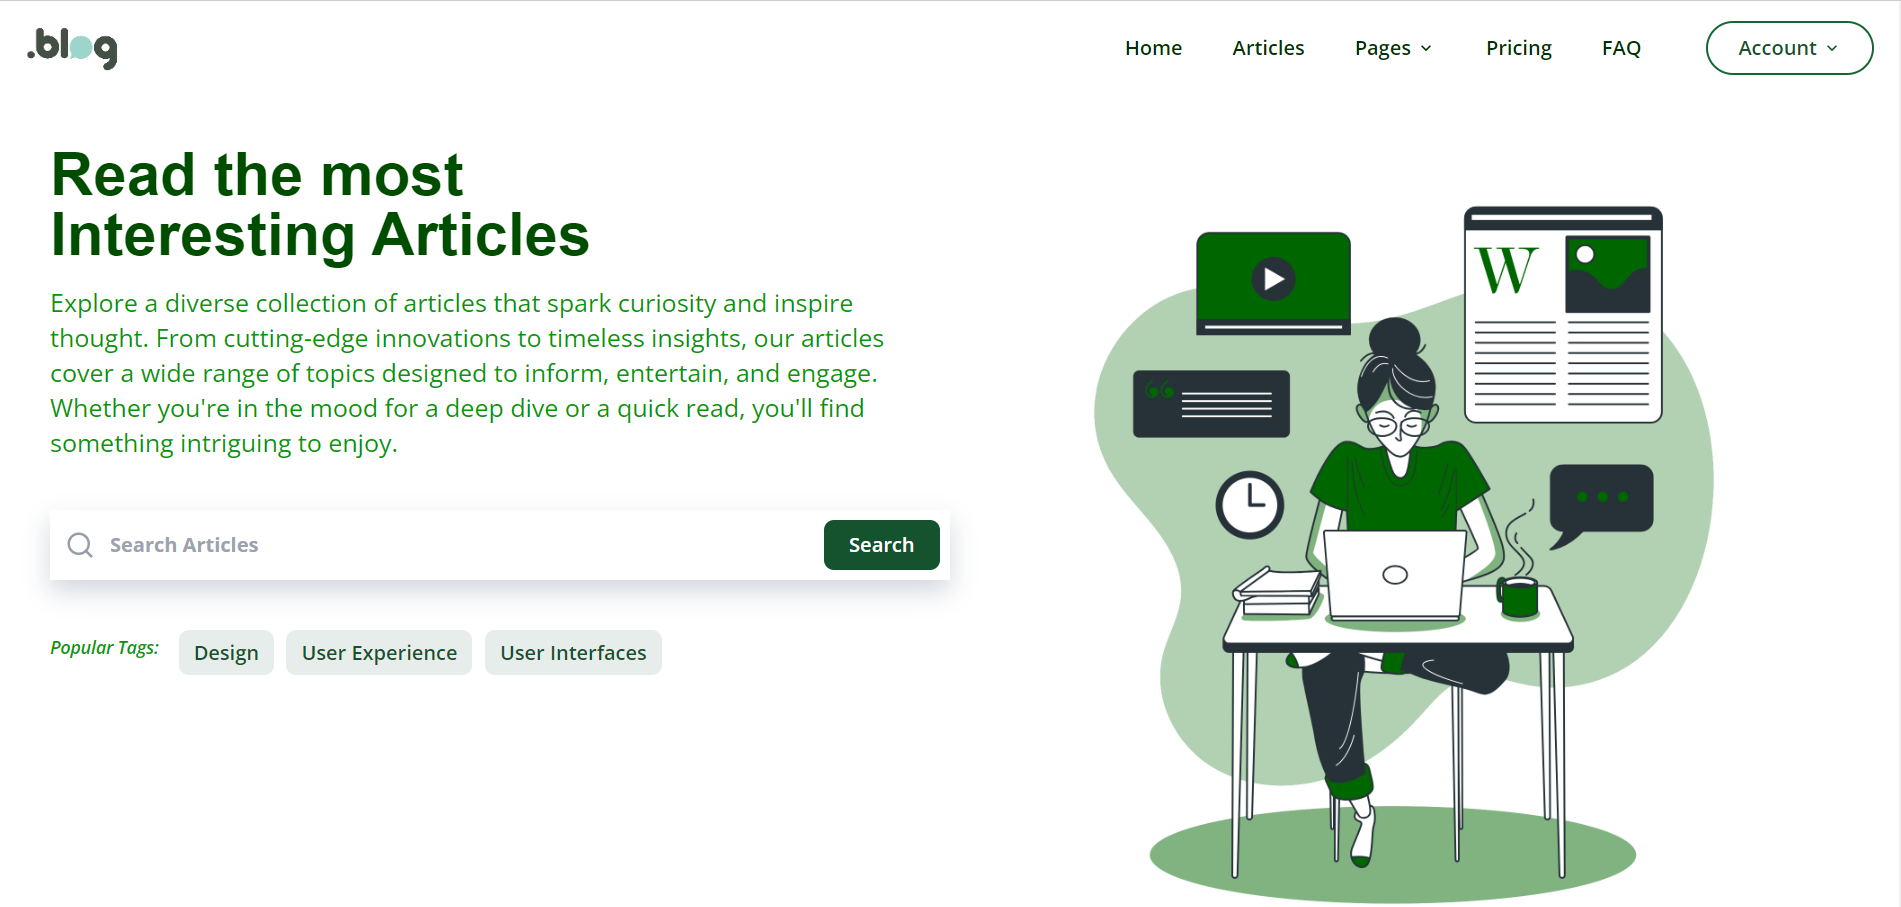 .blog
Home Articles Pages Pricing FAQ Account
Read the most
Interesting Articles
Explore a diverse collection of articles that spark curiosity and inspire
thought. From cutting-edge innovations to timeless insights, our articles
cover a wide range of topics designed to inform, entertain, and engage.
Whether you're in the mood for a deep dive or a quick read, you'll find
something intriguing to enjoy.
Search Articles Search
Popular Tags: Design User Experience User Interfaces
W
“